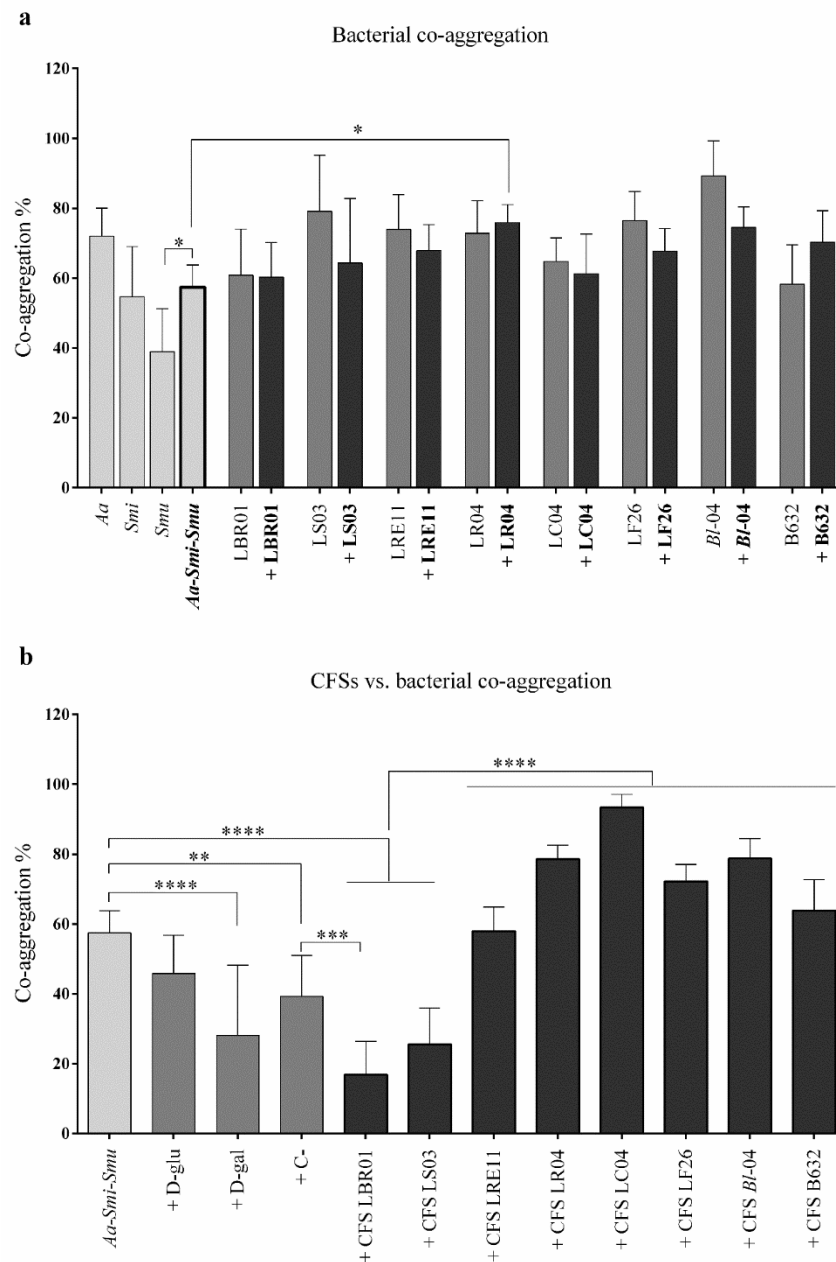 a
Bacterial co-aggregation
Co-aggregation %
120
100
80
60
40
20
0
*
*
Aa
Smi
Smu
Aa-Smi-Smu
LBR01
+ LBR01
LS03
+ LS03
LRE11
+ LRE11
LR04
+ LR04
LC04
+ LC04
LF26
+ LF26
Bl-04
+ Bl-04
B632
+ B632
b
CFSs vs. bacterial co-aggregation
Co-aggregation %
120
100
80
60
40
20
0
****
****
**
****
***
Aa-Smi-Smu
+ D-glu
+ D-gal
+ C-
+ CFS LBR01
+ CFS LS03
+ CFS LRE11
+ CFS LR04
+ CFS LC04
+ CFS LF26
+ CFS Bl-04
+ CFS B632